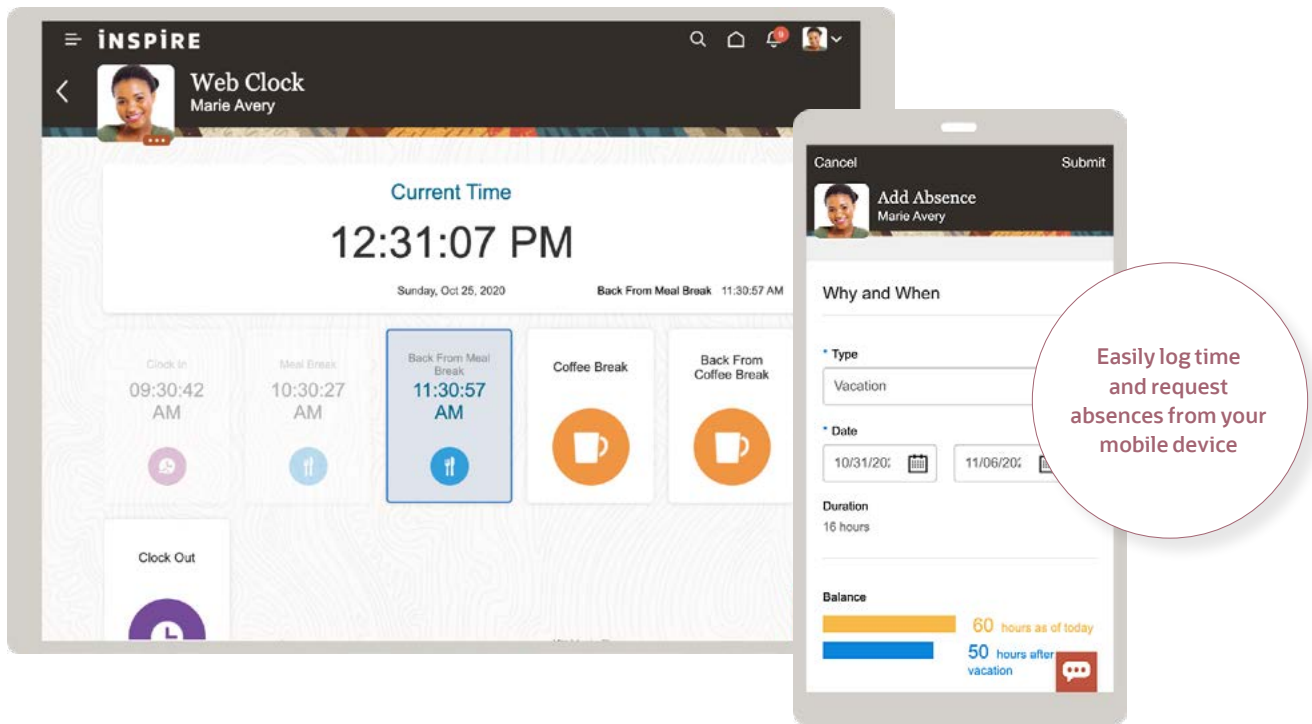 iNSPiRE
9
Web Clock
Marie Avery
Current Time
12:31:07 PM
Sunday, Oct 25, 2020
Back From Meal Break 11:30:57 AM
Clock In
09:30:42
AM
Meal Break
10:30:27
AM
Back From Meal
Break
11:30:57
AM
Coffee Break
Back From
Coffee Break
Clock Out
Cancel
Submit
Add Absence
Marie Avery
Why and When
* Type
Vacation
* Date
10/31/20
11/06/20
Duration
16 hours
Balance
60 hours as of today
50 hours after
vacation
Easily log time
and request
absences from your
mobile device